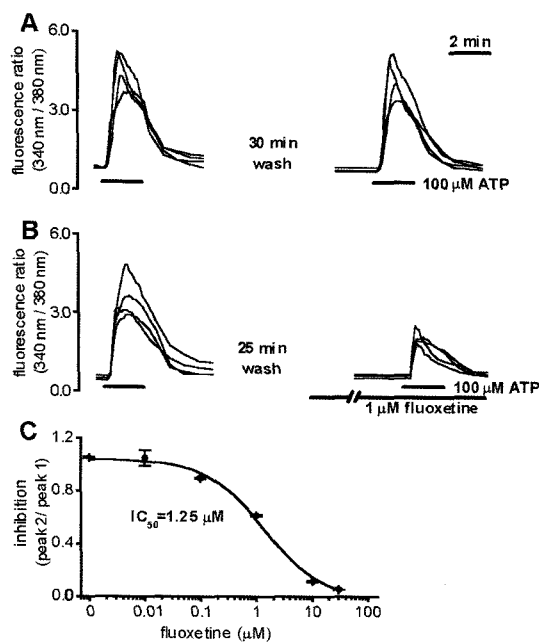 A
fluorescence ratio
(340 nm / 380 nm)
6.0
3.0
0.0
30 min
wash
2 min
100 µM ATP
B
fluorescence ratio
(340 nm / 380 nm)
6.0
3.0
0.0
25 min
wash
100 µM ATP
1 µM fluoxetine
C
inhibition
(peak 2/ peak 1)
1.2
0.8
0.4
0.0
IC50=1.25 µM
0 0.01 0.1 1 10 100
fluoxetine (µM)